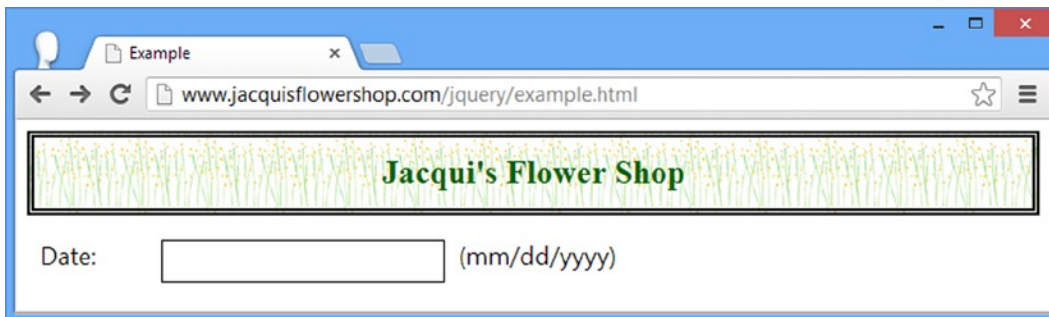 Example
www.jacquisflowershop.com/jquery/example.html
Jacqui's Flower Shop
Date: (mm/dd/yyyy)